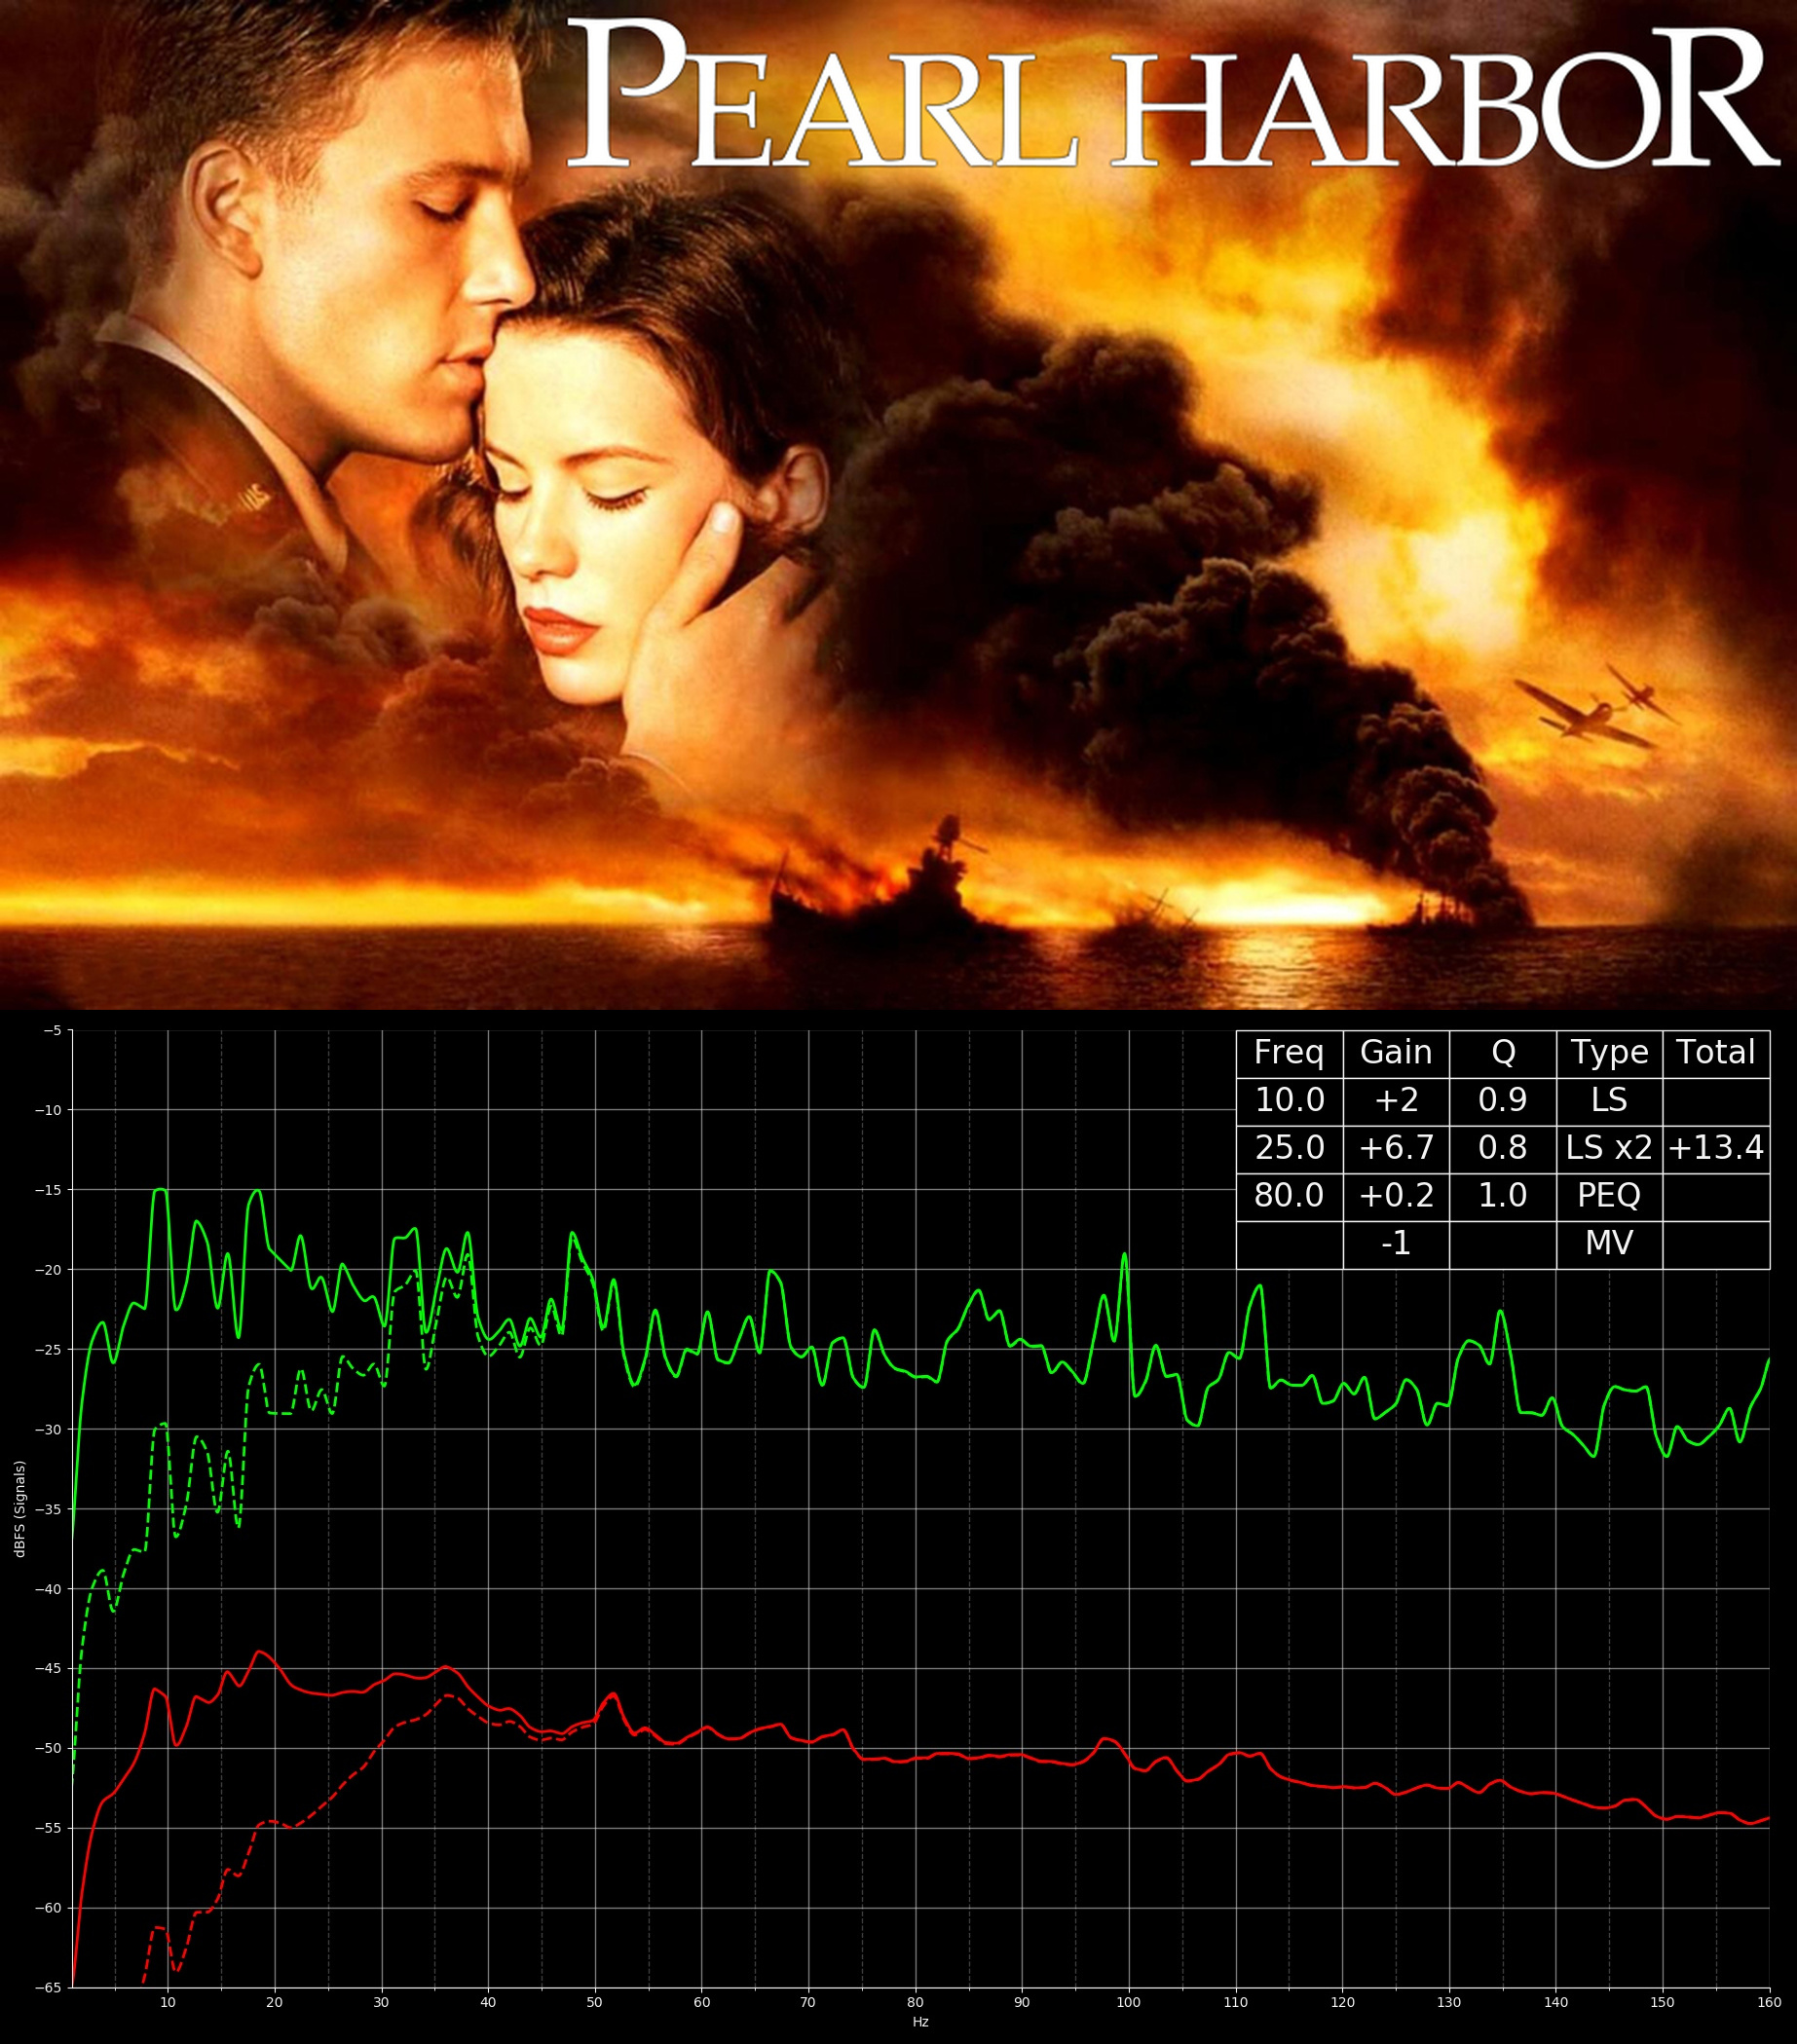 PEARL HARBOR
Freq Gain Q Type Total
10.0 +2 0.9 LS
25.0 +6.7 0.8 LS x2 +13.4
80.0 +0.2 1.0 PEQ
-1 MV
−5
−10
−15
−20
−25
−30
−35
−40
−45
−50
−55
−60
−65
dBFS (Signals)
10 20 30 40 50 60 70 80 90 100 110 120 130 140 150 160
Hz